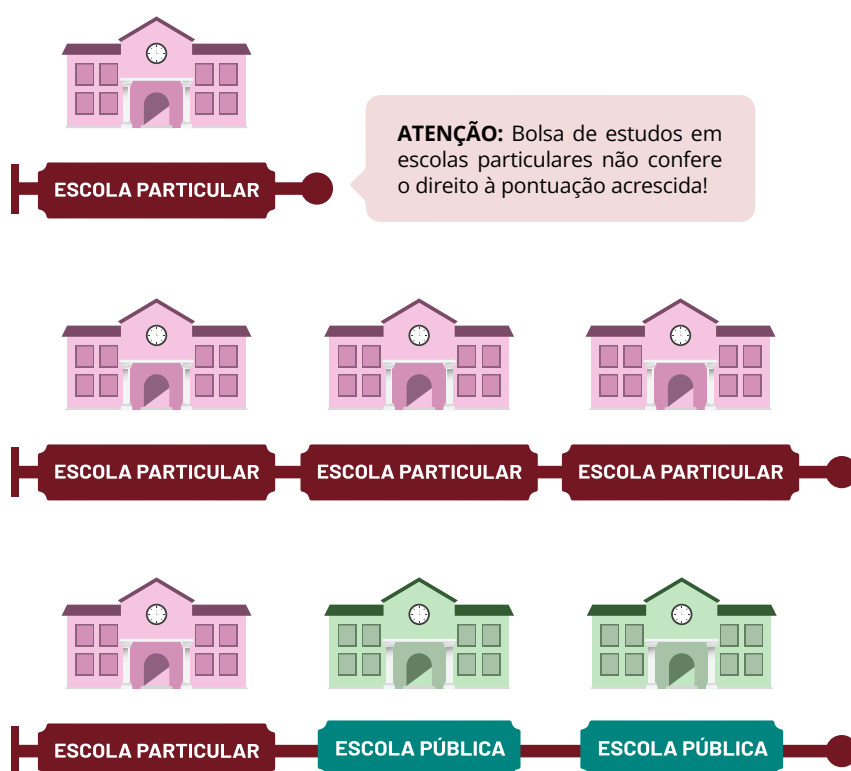 ATENÇÃO: Bolsa de estudos em
escolas particulares não confere
o direito à pontuação acrescida!
ESCOLA PARTICULAR
ESCOLA PARTICULAR ESCOLA PARTICULAR ESCOLA PARTICULAR
ESCOLA PARTICULAR ESCOLA PÚBLICA ESCOLA PÚBLICA